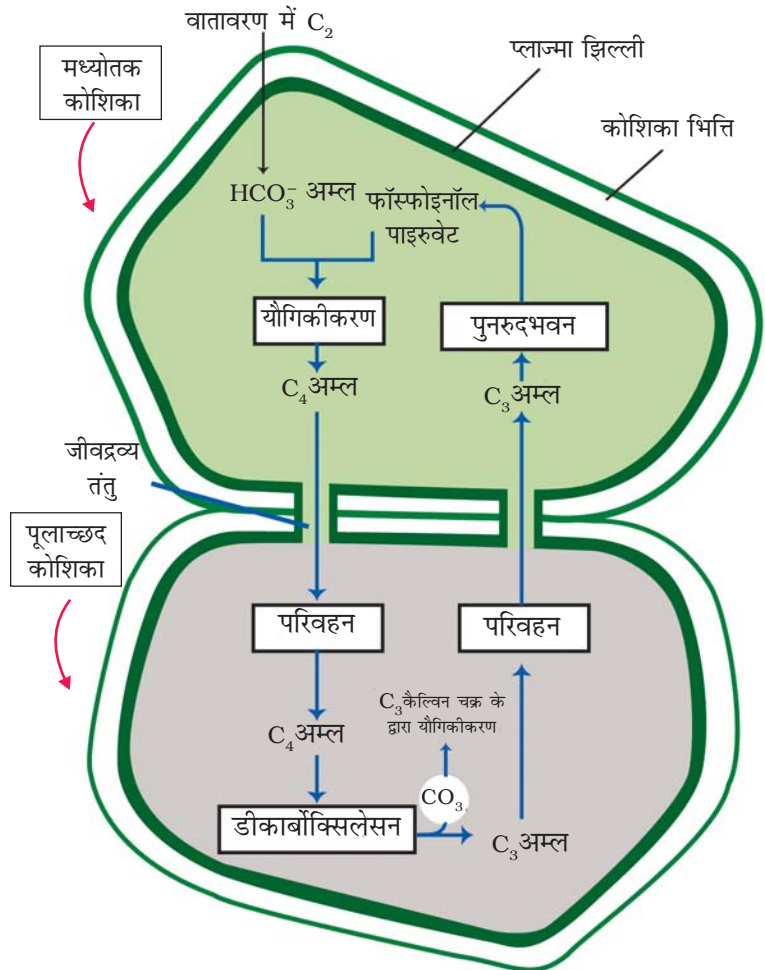 वातावरण में C₂
मध्योतक
कोशिका
प्लाज्मा झिल्ली
कोशिका भित्ति
HCO₃⁻ अम्ल
फॉस्फोइनॉल
पाइरुवेट
यौगिकीकरण
पुनरुदभवन
C₄अम्ल
C₃अम्ल
जीवद्रव्य
तंतु
पूलाच्छद
कोशिका
परिवहन
परिवहन
C₃कैल्विन चक्र के
द्वारा यौगिकीकरण
C₄अम्ल
CO₃
डीकार्बोक्सिलेसन
C₃अम्ल